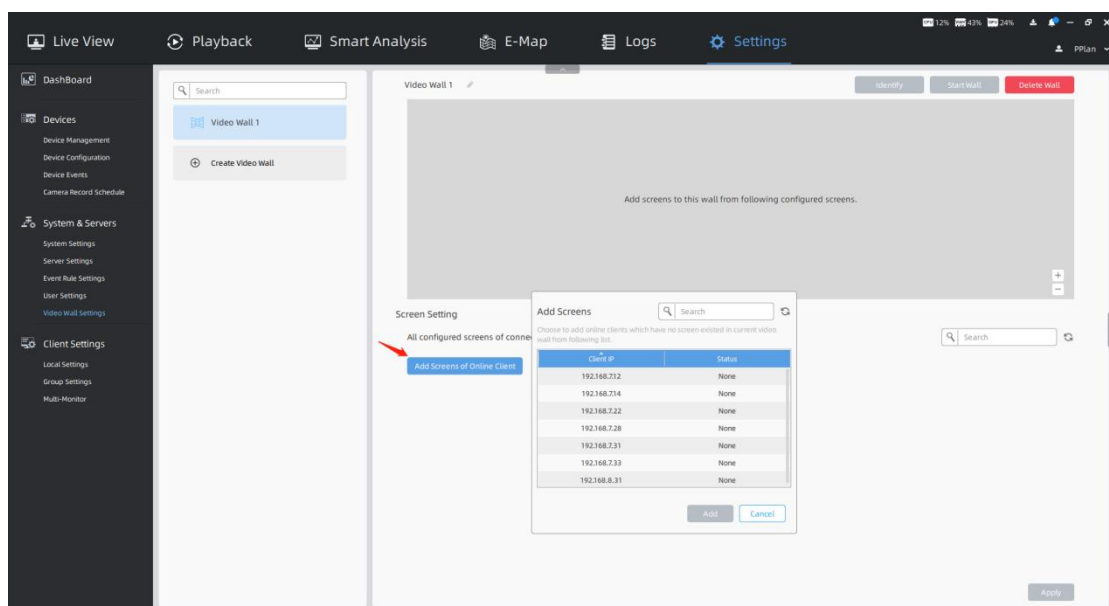 CPU 12% RAM 43% GPU 24%
Live View Playback Smart Analysis E-Map Logs Settings
PPlan
DashBoard
Devices
Device Management
Device Configuration
Device Events
Camera Record Schedule
System & Servers
System Settings
Server Settings
Event Rule Settings
User Settings
Video Wall Settings
Client Settings
Local Settings
Group Settings
Multi-Monitor
Search
Video Wall 1
Create Video Wall
Video Wall 1
Identify Start Wall Delete Wall
Add screens to this wall from following configured screens.
Screen Setting
All configured screens of conne
Search
Add Screens of Online Client
Add Screens
Search
Choose to add online clients which have no screen existed in current video
wall from following list.
Client IP Status
192.168.7.12 None
192.168.7.14 None
192.168.7.22 None
192.168.7.28 None
192.168.7.31 None
192.168.7.33 None
192.168.8.31 None
Add Cancel
Apply